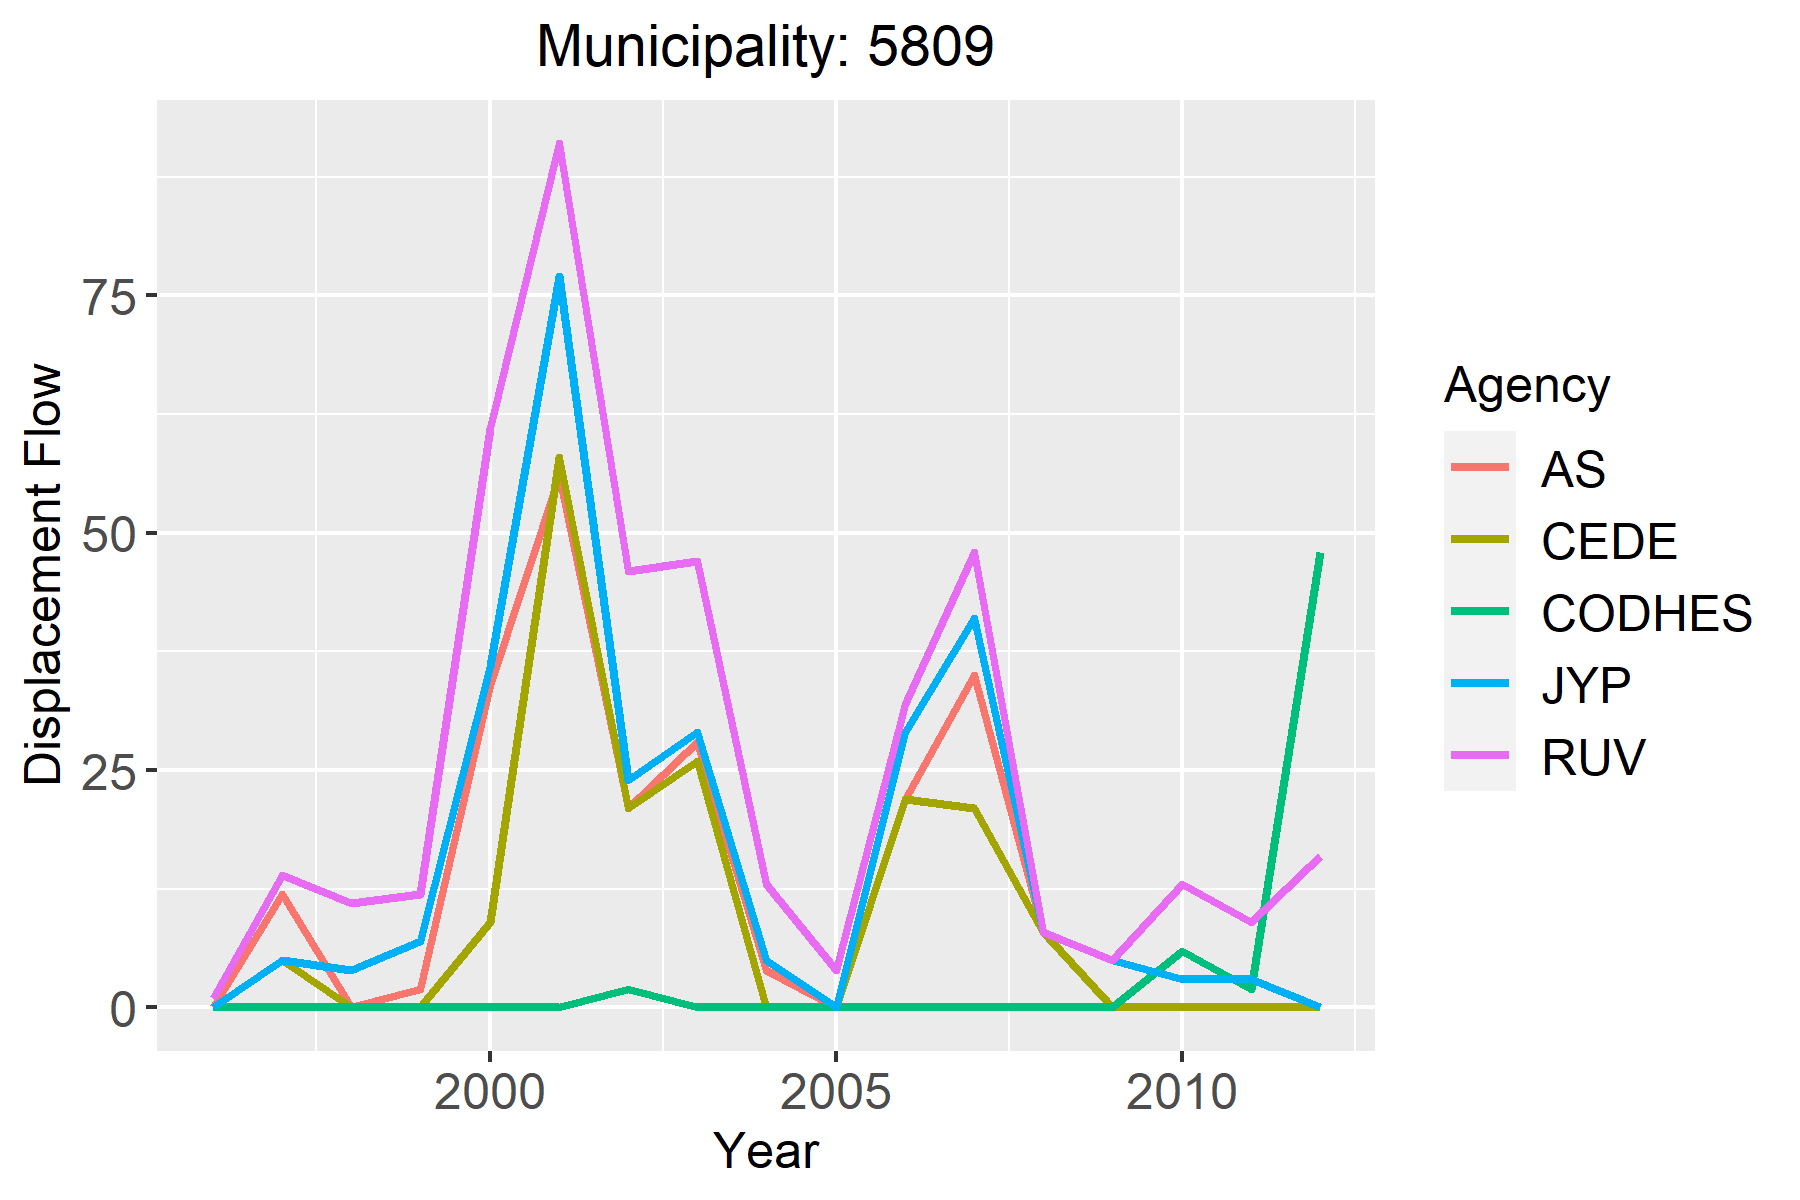 Municipality: 5809
Displacement Flow
75
50
25
0
2000
2005
2010
Year
Agency
AS
CEDE
CODHES
JYP
RUV